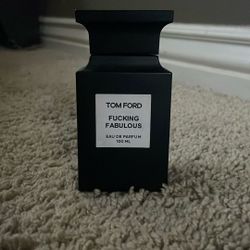 TOM FORD
FUCKING
FABULOUS
EAU DE PARFUM
100 ML